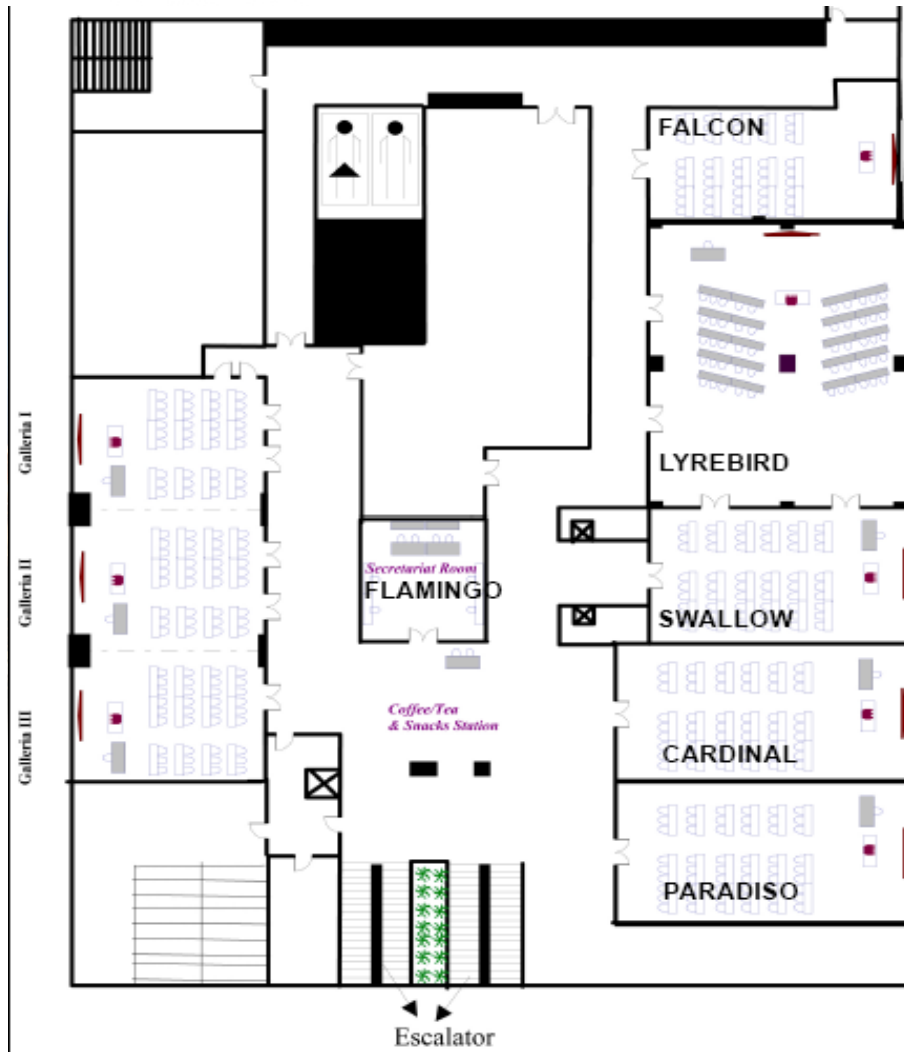 FALCON
LYREBIRD
Galleria I
Galleria II
Galleria III
Secretariat Room
FLAMINGO
SWALLOW
Coffee/Tea
& Snacks Station
CARDINAL
PARADISO
Escalator